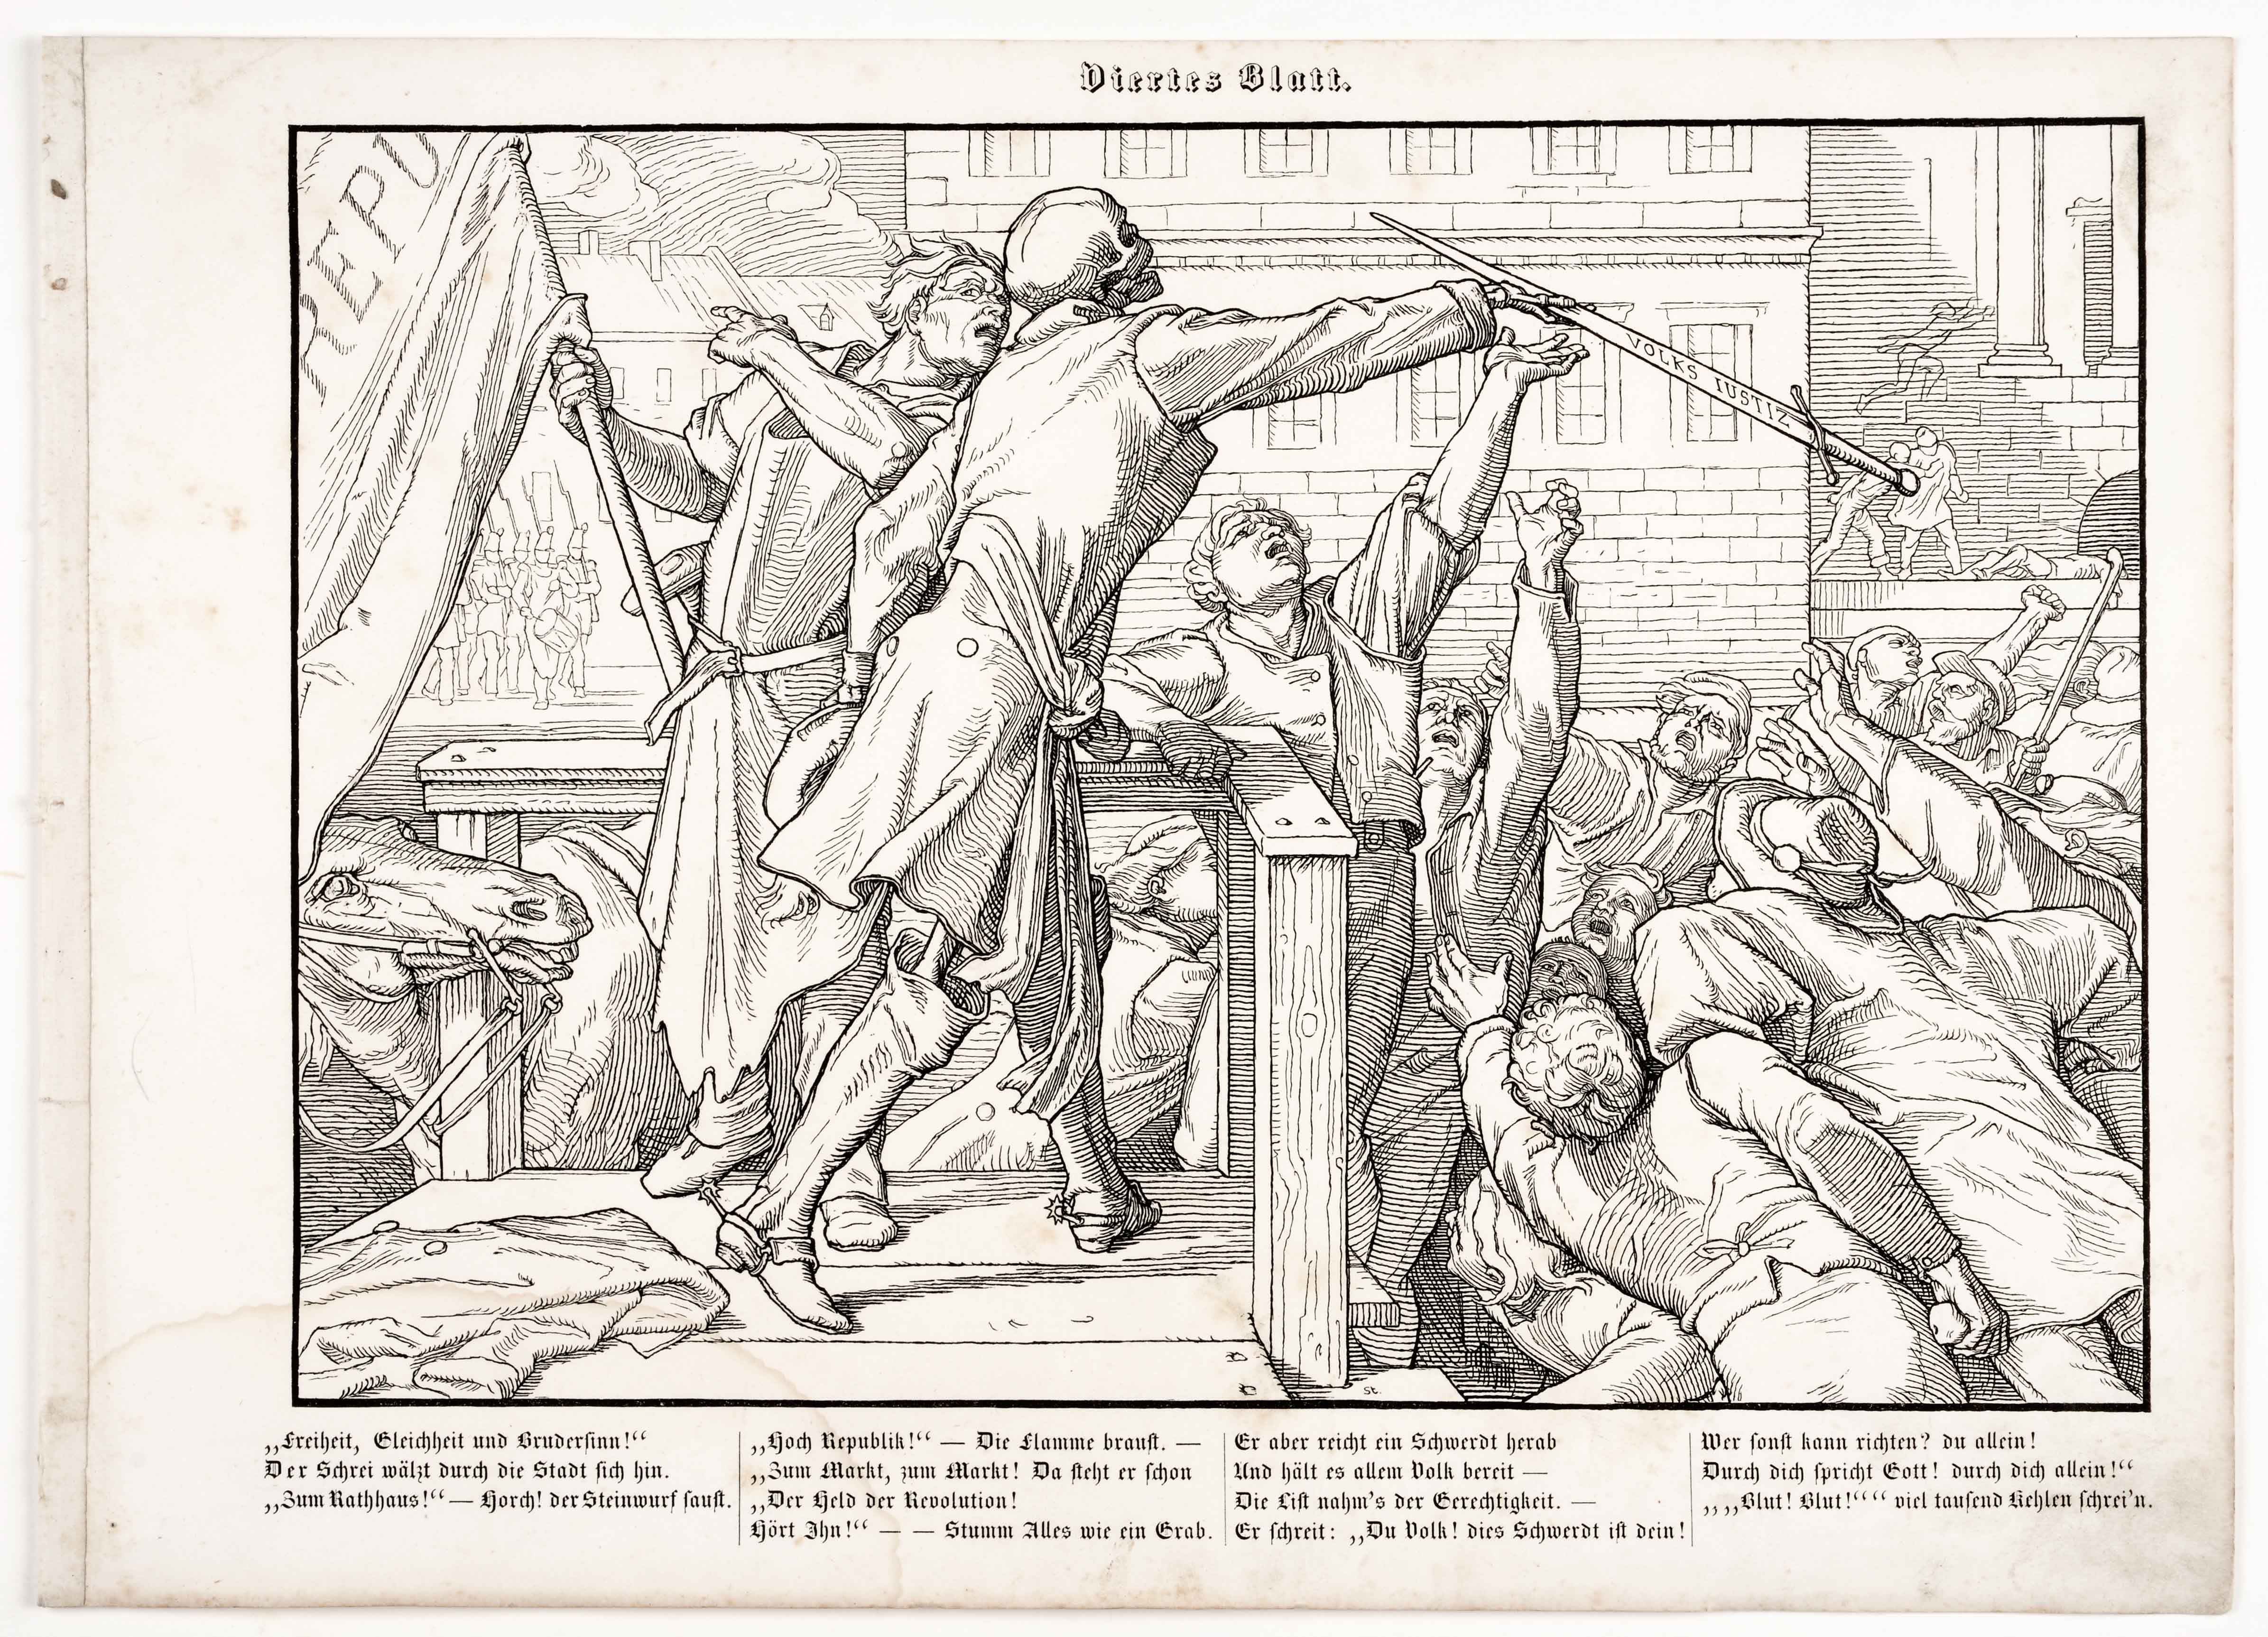 Viertes Blatt.
REPU
VOLKS IUSTIZ
St.
„Freiheit, Gleichheit und Brudersinn!“
Der Schrei wälzt durch die Stadt sich hin.
„Zum Rathhaus!“ — Horch! der Steinwurf saust.
„Hoch Republik!“ — Die Flamme braust. —
„Zum Markt, zum Markt! Da steht er schon
„Der Held der Revolution!
Hört Ihn!“ — — Stumm Alles wie ein Grab.
Er aber reicht ein Schwerdt herab
Und hält es allem Volk bereit —
Die List nahm's der Gerechtigkeit. —
Er schreit: „Du Volk! dies Schwerdt ist dein!
Wer sonst kann richten? du allein!
Durch dich spricht Gott! durch dich allein!“
„„Blut! Blut!““ viel tausend Kehlen schrei'n.